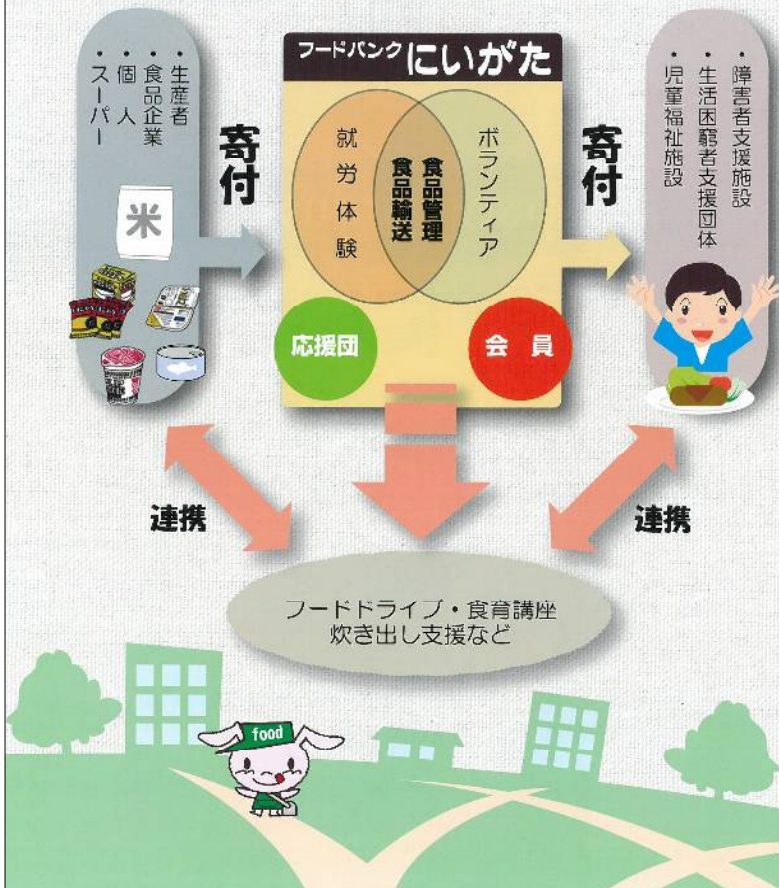 ・生産者
・食品企業
・個人
・スーパー
米
寄付
フードバンクにいがた
就労体験
食品管理
食品輸送
ボランティア
応援団
会員
寄付
・障害者支援施設
・生活困窮者支援団体
・児童福祉施設
連携
連携
フードドライブ・食育講座
炊き出し支援など
food